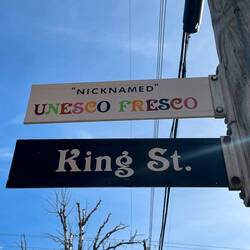 "NICKNAMED"
UNESCO FRESCO
King St.